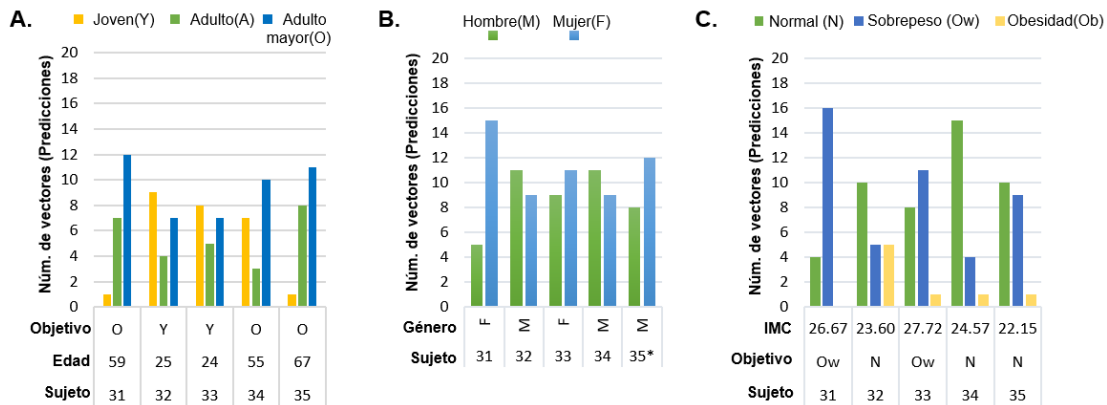 A.
Joven(Y) Adulto(A) Adulto mayor(O)
Núm. de vectores (Predicciones)
20
18
16
14
12
10
8
6
4
2
0
Objetivo O Y Y O O
Edad 59 25 24 55 67
Sujeto 31 32 33 34 35
B.
Hombre(M) Mujer(F)
Núm. de vectores (Predicciones)
20
18
16
14
12
10
8
6
4
2
0
Género F M F M M
Sujeto 31 32 33 34 35*
C.
Normal (N) Sobrepeso (Ow) Obesidad(Ob)
Núm. de vectores (Predicciones)
20
18
16
14
12
10
8
6
4
2
0
IMC 26.67 23.60 27.72 24.57 22.15
Objetivo Ow N Ow N N
Sujeto 31 32 33 34 35